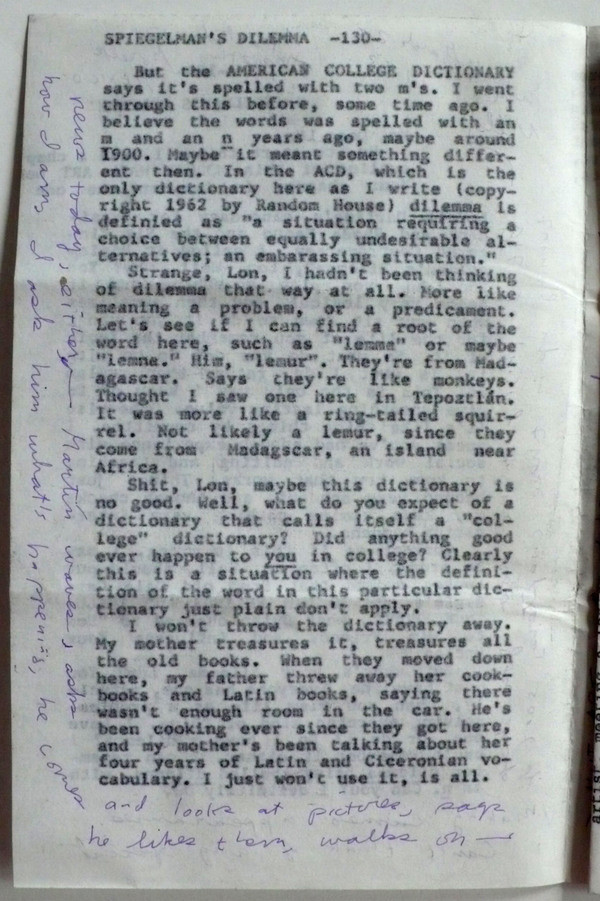 SPIEGELMAN'S DILEMMA -130-
But the AMERICAN COLLEGE DICTIONARY
says it's spelled with two m's. I went
through this before, some time ago. I
believe the words was spelled with an
m and an n years ago, maybe around
1900. Maybe it meant something differ-
ent then. In the ACD, which is the
only dictionary here as I write (copy-
right 1962 by Random House) dilemma is
definied as "a situation requiring a
choice between equally undesirable al-
ternatives; an embarassing situation."
Strange, Lon, I hadn't been thinking
of dilemma that way at all. More like
meaning a problem, or a predicament.
Let's see if I can find a root of the
word here, such as "lemma" or maybe
"lemna." Him, "lemur". They're from Mad-
agascar. Says they're like monkeys.
Thought I saw one here in Tepoztlán.
It was more like a ring-tailed squir-
rel. Not likely a lemur, since they
come from Madagscar, an island near
Africa.
Shit, Lon, maybe this dictionary is
no good. Well, what do you expect of a
dictionary that calls itself a "col-
lege" dictionary? Did anything good
ever happen to you in college? Clearly
this is a situation where the defini-
tion of the word in this particular dic-
tionary just plain don't apply.
I won't throw the dictionary away.
My mother treasures it, treasures all
the old books. When they moved down
here, my father threw away her cook-
books and Latin books, saying there
wasn't enough room in the car. He's
been cooking ever since they got here,
and my mother's been talking about her
four years of Latin and Ciceronian vo-
cabulary. I just won't use it, is all.
news today, either— Martin waves, asks
how I am, I ask him what's happening, he comes
and looks at pictures, says
he likes them, walks on —
artist